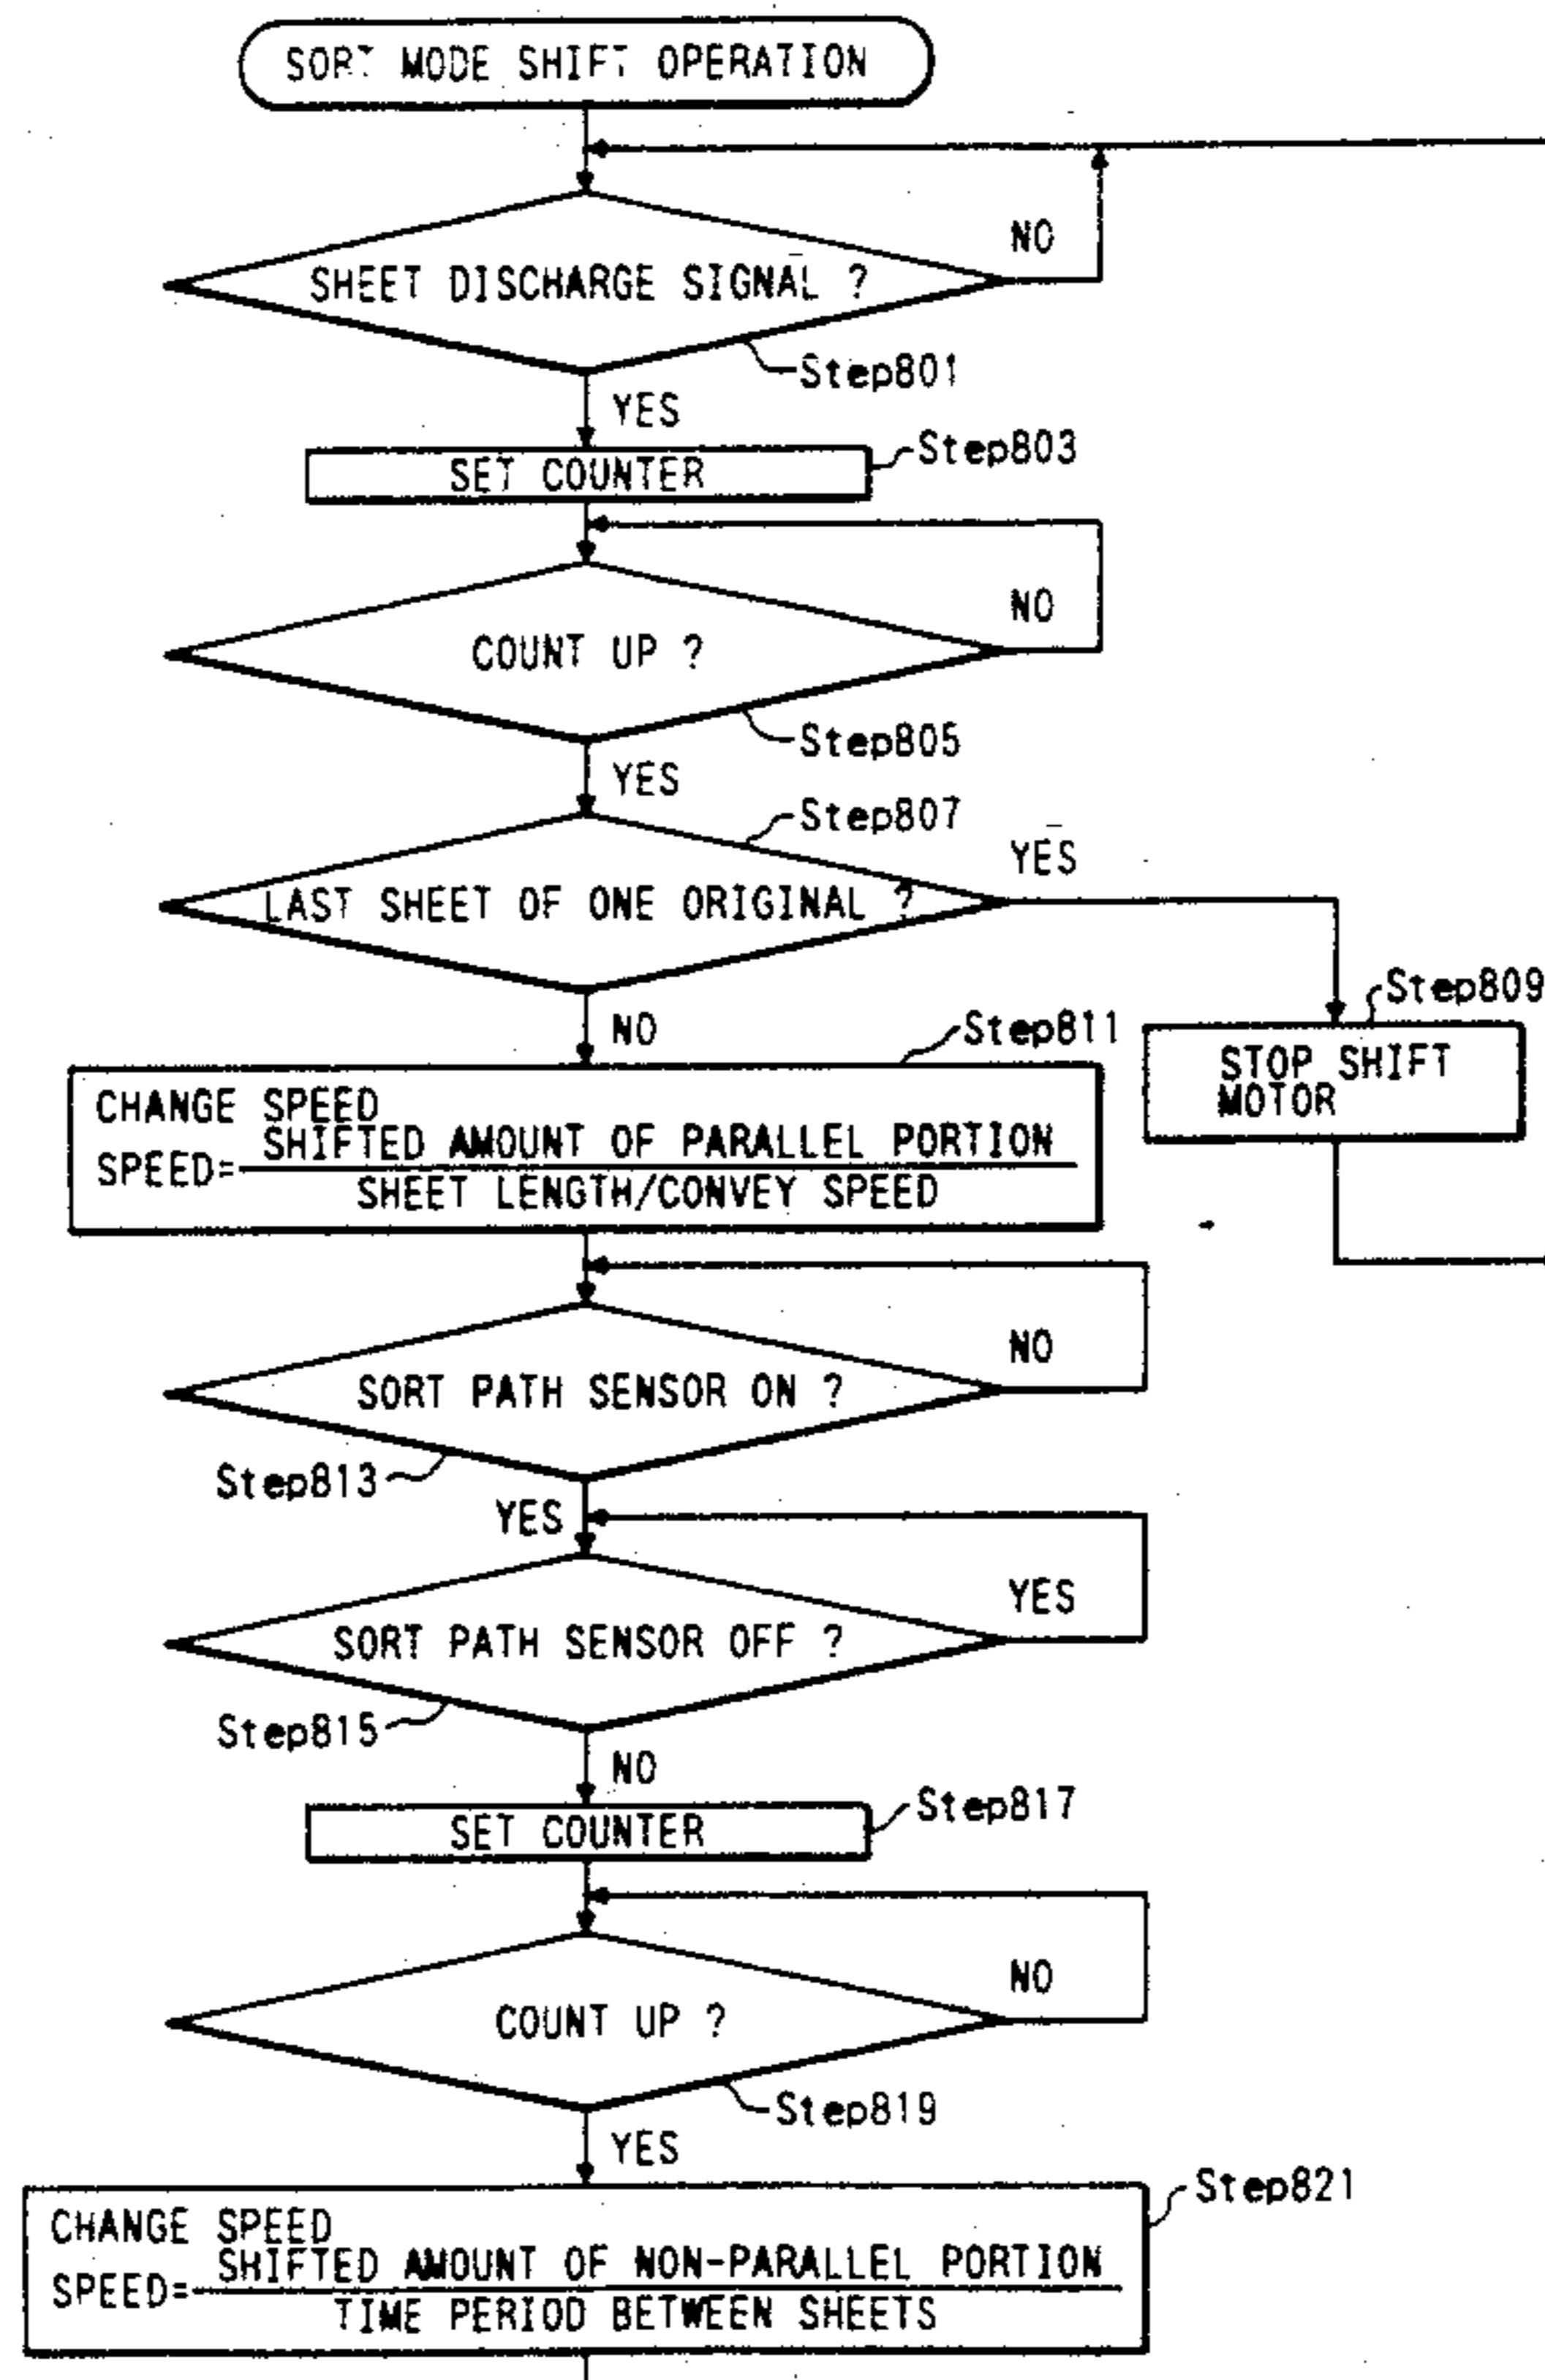 SORT MODE SHIFT OPERATION
NO
SHEET DISCHARGE SIGNAL ?
Step801
YES
Step803
SET COUNTER
NO
COUNT UP ?
Step805
YES
Step807
YES
LAST SHEET OF ONE ORIGINAL ?
Step809
NO
Step811
STOP SHIFT
MOTOR
CHANGE SPEED
SHIFTED AMOUNT OF PARALLEL PORTION
SPEED=
SHEET LENGTH/CONVEY SPEED
NO
SORT PATH SENSOR ON ?
Step813
YES
YES
SORT PATH SENSOR OFF ?
Step815
NO
Step817
SET COUNTER
NO
COUNT UP ?
Step819
YES
Step821
CHANGE SPEED
SHIFTED AMOUNT OF NON-PARALLEL PORTION
SPEED=
TIME PERIOD BETWEEN SHEETS